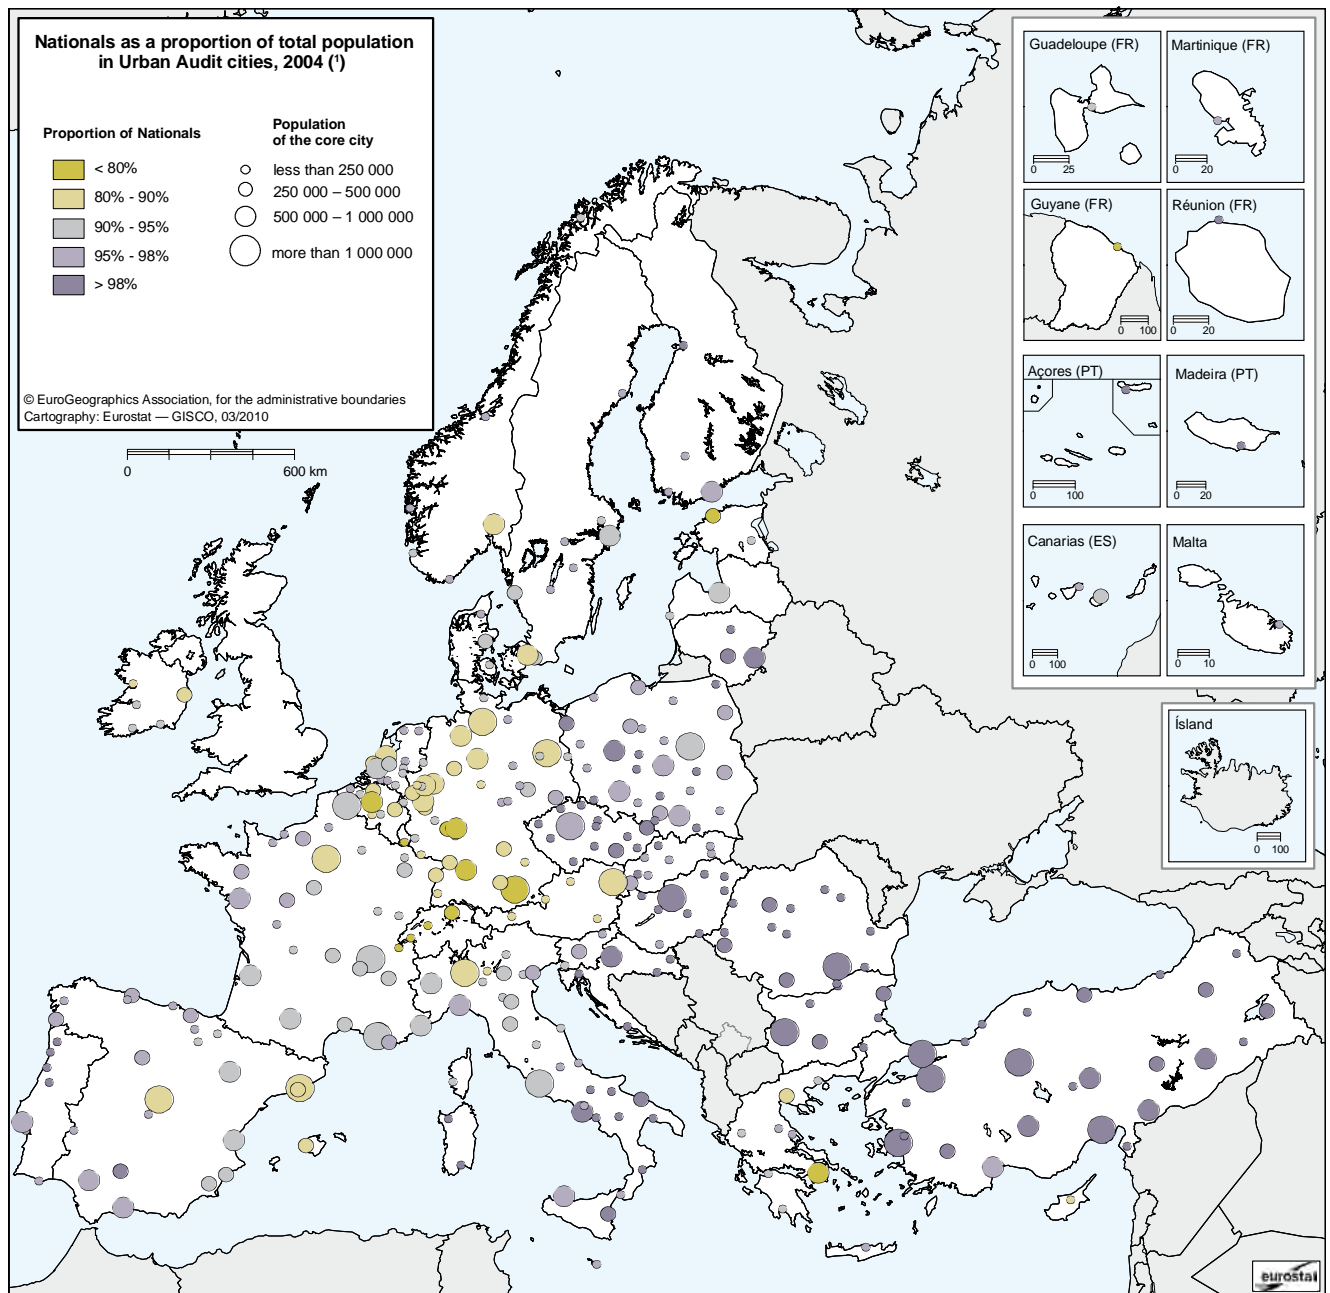 Nationals as a proportion of total population
in Urban Audit cities, 2004 (¹)
Proportion of Nationals
< 80%
80% - 90%
90% - 95%
95% - 98%
> 98%
Population
of the core city
less than 250 000
250 000 – 500 000
500 000 – 1 000 000
more than 1 000 000
© EuroGeographics Association, for the administrative boundaries
Cartography: Eurostat — GISCO, 03/2010
0 600 km
Guadeloupe (FR)
0 25
Martinique (FR)
0 20
Guyane (FR)
0 100
Réunion (FR)
0 20
Açores (PT)
0 100
Madeira (PT)
0 20
Canarias (ES)
0 100
Malta
0 10
Ísland
0 100
eurostat